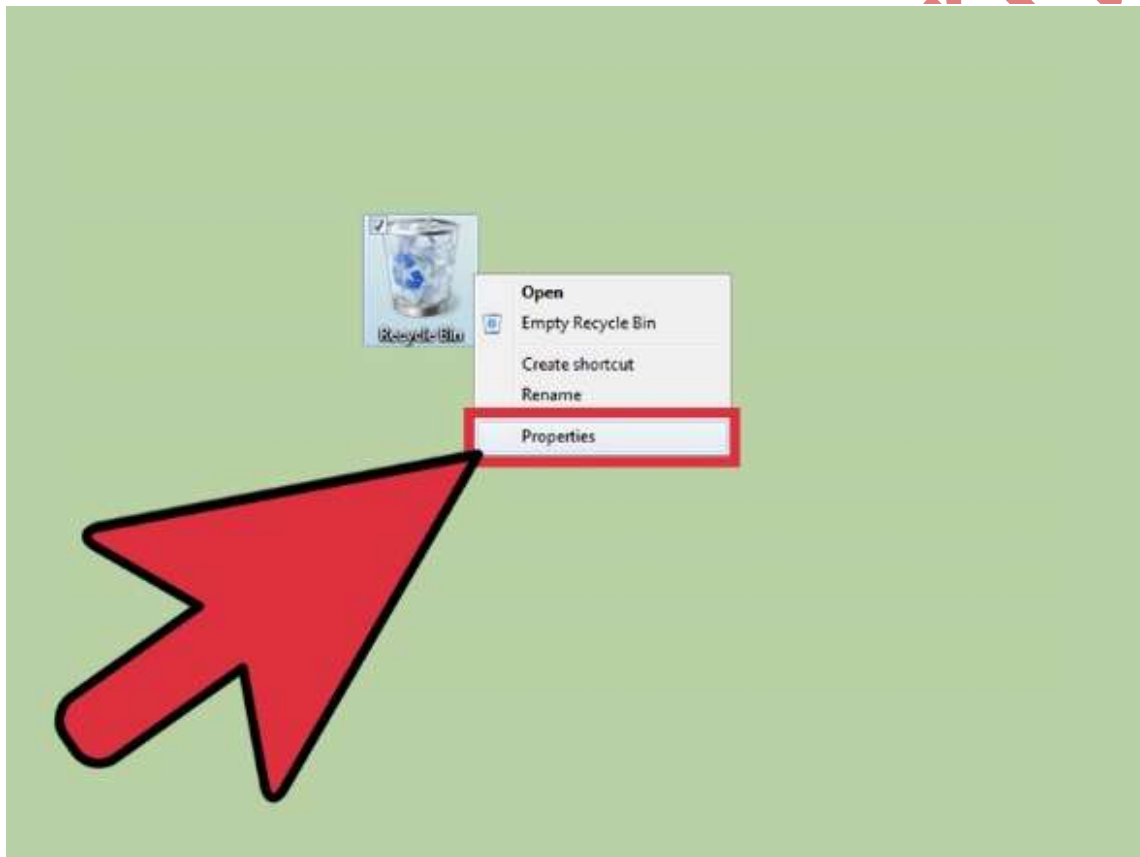 Recycle Bin
Open
Empty Recycle Bin
Create shortcut
Rename
Properties